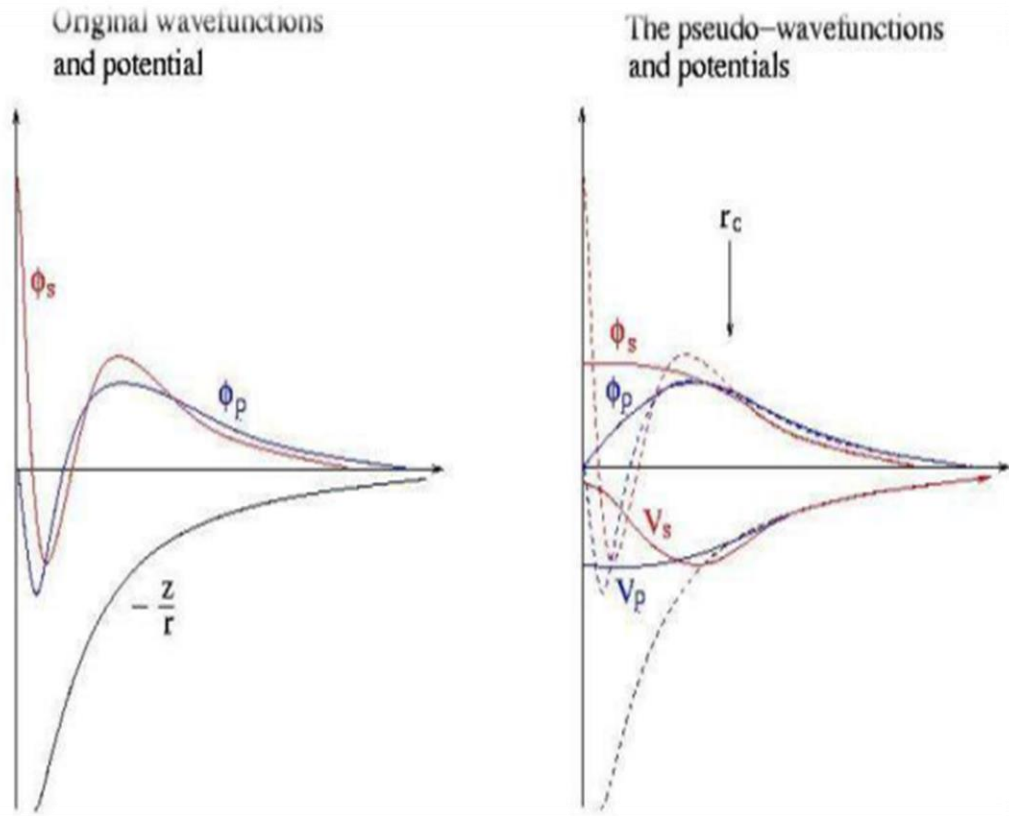 Original wavefunctions
and potential
ϕs
ϕp
− z/r
The pseudo−wavefunctions
and potentials
rc
ϕs
ϕp
Vs
Vp